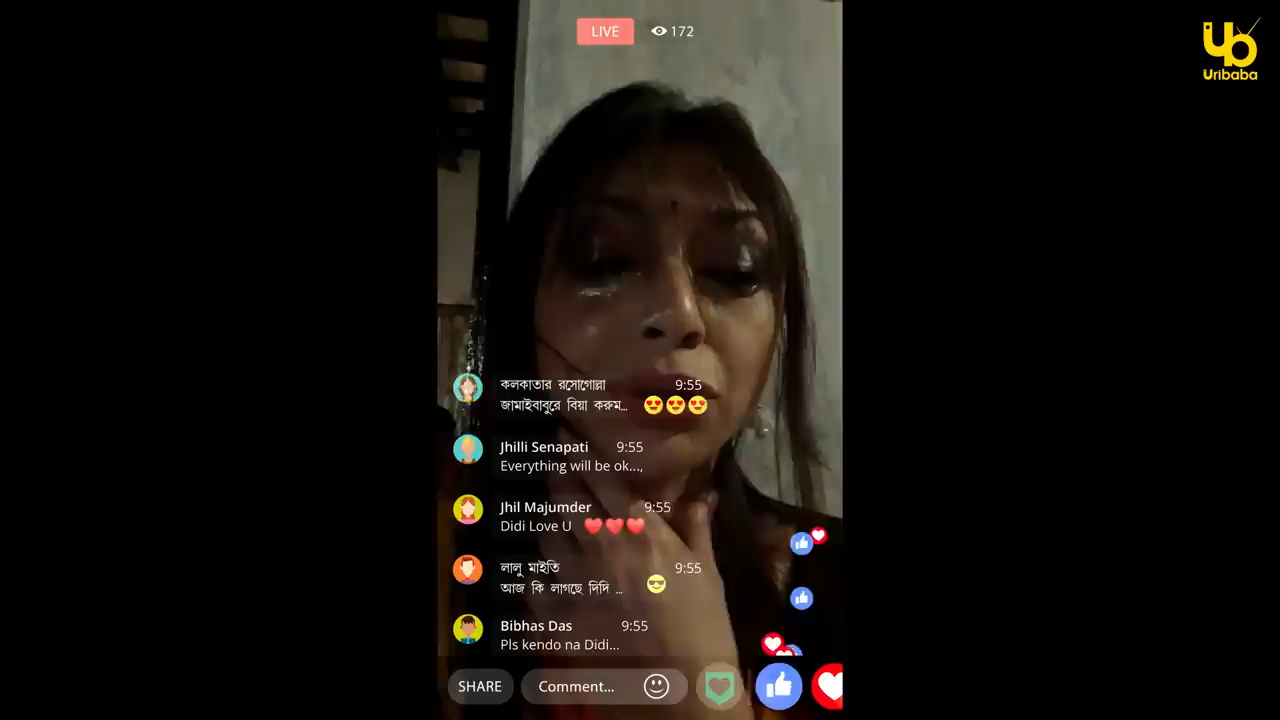 LIVE 172
Uribaba
কলকাতার রসোগোল্লা 9:55
জামাইবাবুরে বিয়া করুম...
Jhilli Senapati 9:55
Everything will be ok...,
Jhil Majumder 9:55
Didi Love U
লালু মাইতি 9:55
আজ কি লাগছে দিদি ...
Bibhas Das 9:55
Pls kendo na Didi...
SHARE Comment...